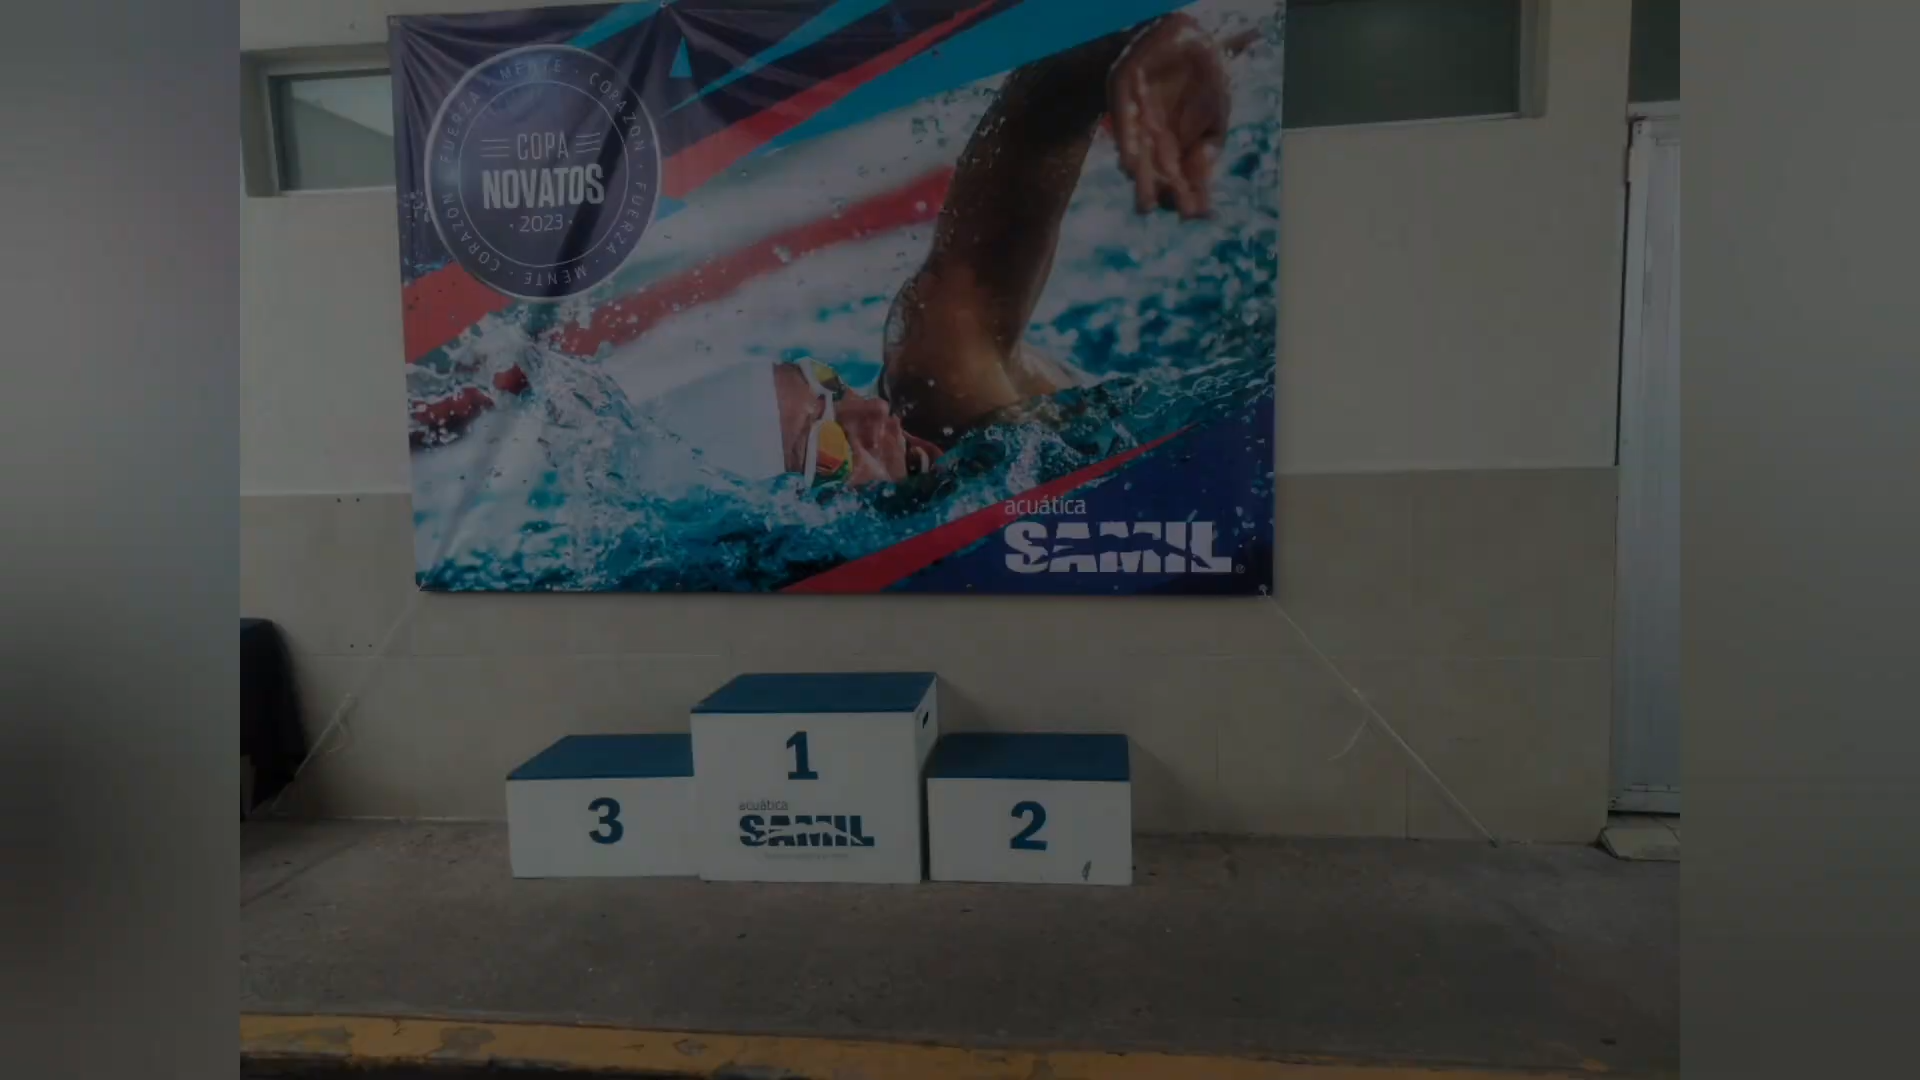 MENTE · CORAZON · FUERZA · MENTE · CORAZON · FUERZA ·
COPA
NOVATOS
· 2023 ·
acuática
SAMIL
1
acuática
SAMIL
3
2